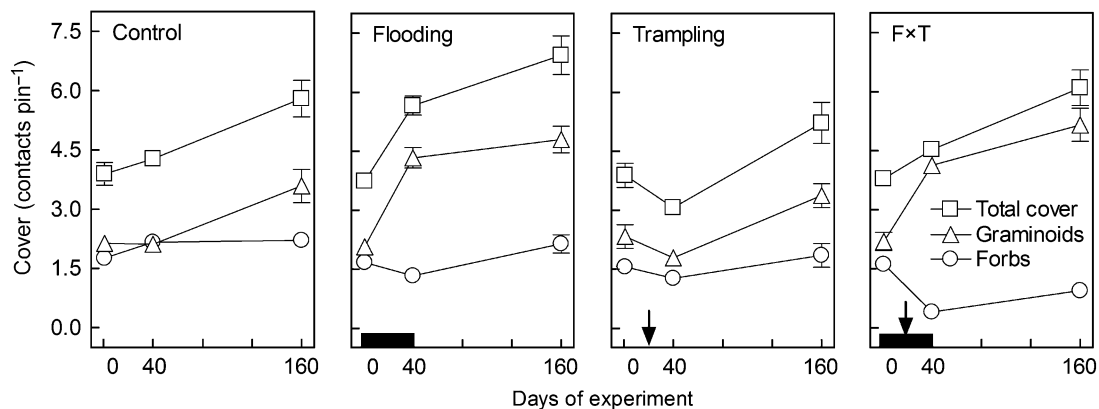 Control
Flooding
Trampling
F×T
Cover (contacts pin⁻¹)
7.5
6.0
4.5
3.0
1.5
0.0
Total cover
Graminoids
Forbs
0 40 160
0 40 160
0 40 160
0 40 160
Days of experiment